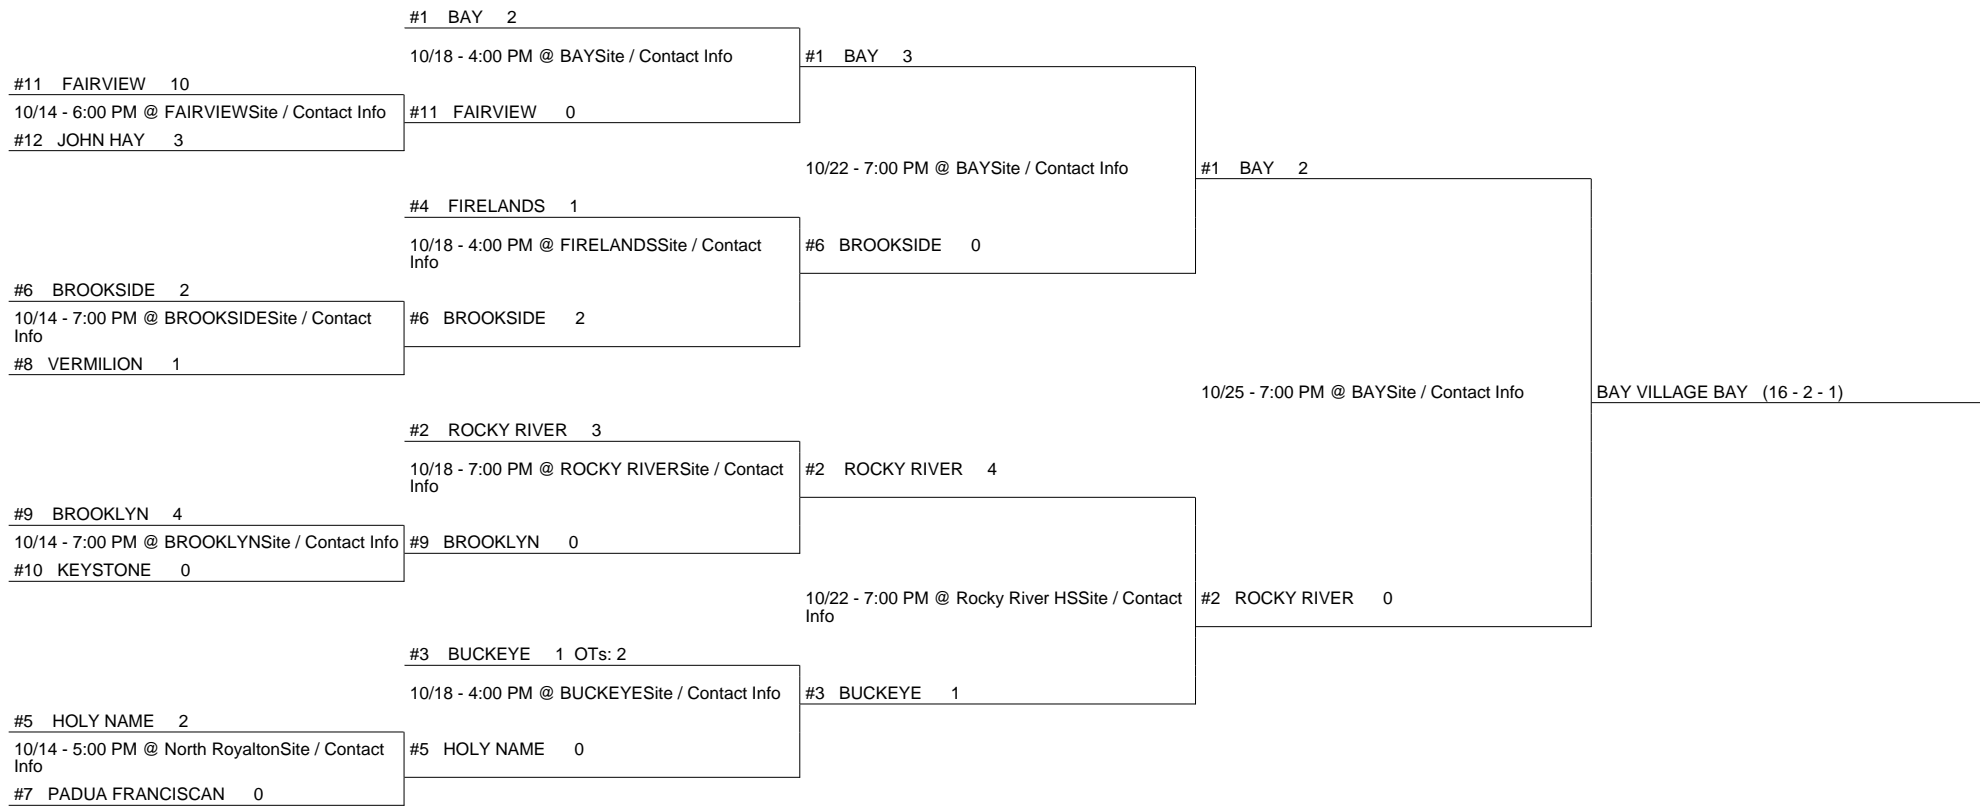 #1 BAY 2
10/18 - 4:00 PM @ BAYSite / Contact Info
#1 BAY 3
#11 FAIRVIEW 10
10/14 - 6:00 PM @ FAIRVIEWSite / Contact Info
#11 FAIRVIEW 0
#12 JOHN HAY 3
10/22 - 7:00 PM @ BAYSite / Contact Info
#1 BAY 2
#4 FIRELANDS 1
10/18 - 4:00 PM @ FIRELANDSSite / Contact
Info
#6 BROOKSIDE 0
#6 BROOKSIDE 2
10/14 - 7:00 PM @ BROOKSIDESite / Contact
Info
#6 BROOKSIDE 2
#8 VERMILION 1
10/25 - 7:00 PM @ BAYSite / Contact Info
BAY VILLAGE BAY (16 - 2 - 1)
#2 ROCKY RIVER 3
10/18 - 7:00 PM @ ROCKY RIVERSite / Contact
Info
#2 ROCKY RIVER 4
#9 BROOKLYN 4
10/14 - 7:00 PM @ BROOKLYNSite / Contact Info
#9 BROOKLYN 0
#10 KEYSTONE 0
10/22 - 7:00 PM @ Rocky River HSSite / Contact
Info
#2 ROCKY RIVER 0
#3 BUCKEYE 1 OTs: 2
10/18 - 4:00 PM @ BUCKEYESite / Contact Info
#3 BUCKEYE 1
#5 HOLY NAME 2
10/14 - 5:00 PM @ North RoyaltonSite / Contact
Info
#5 HOLY NAME 0
#7 PADUA FRANCISCAN 0